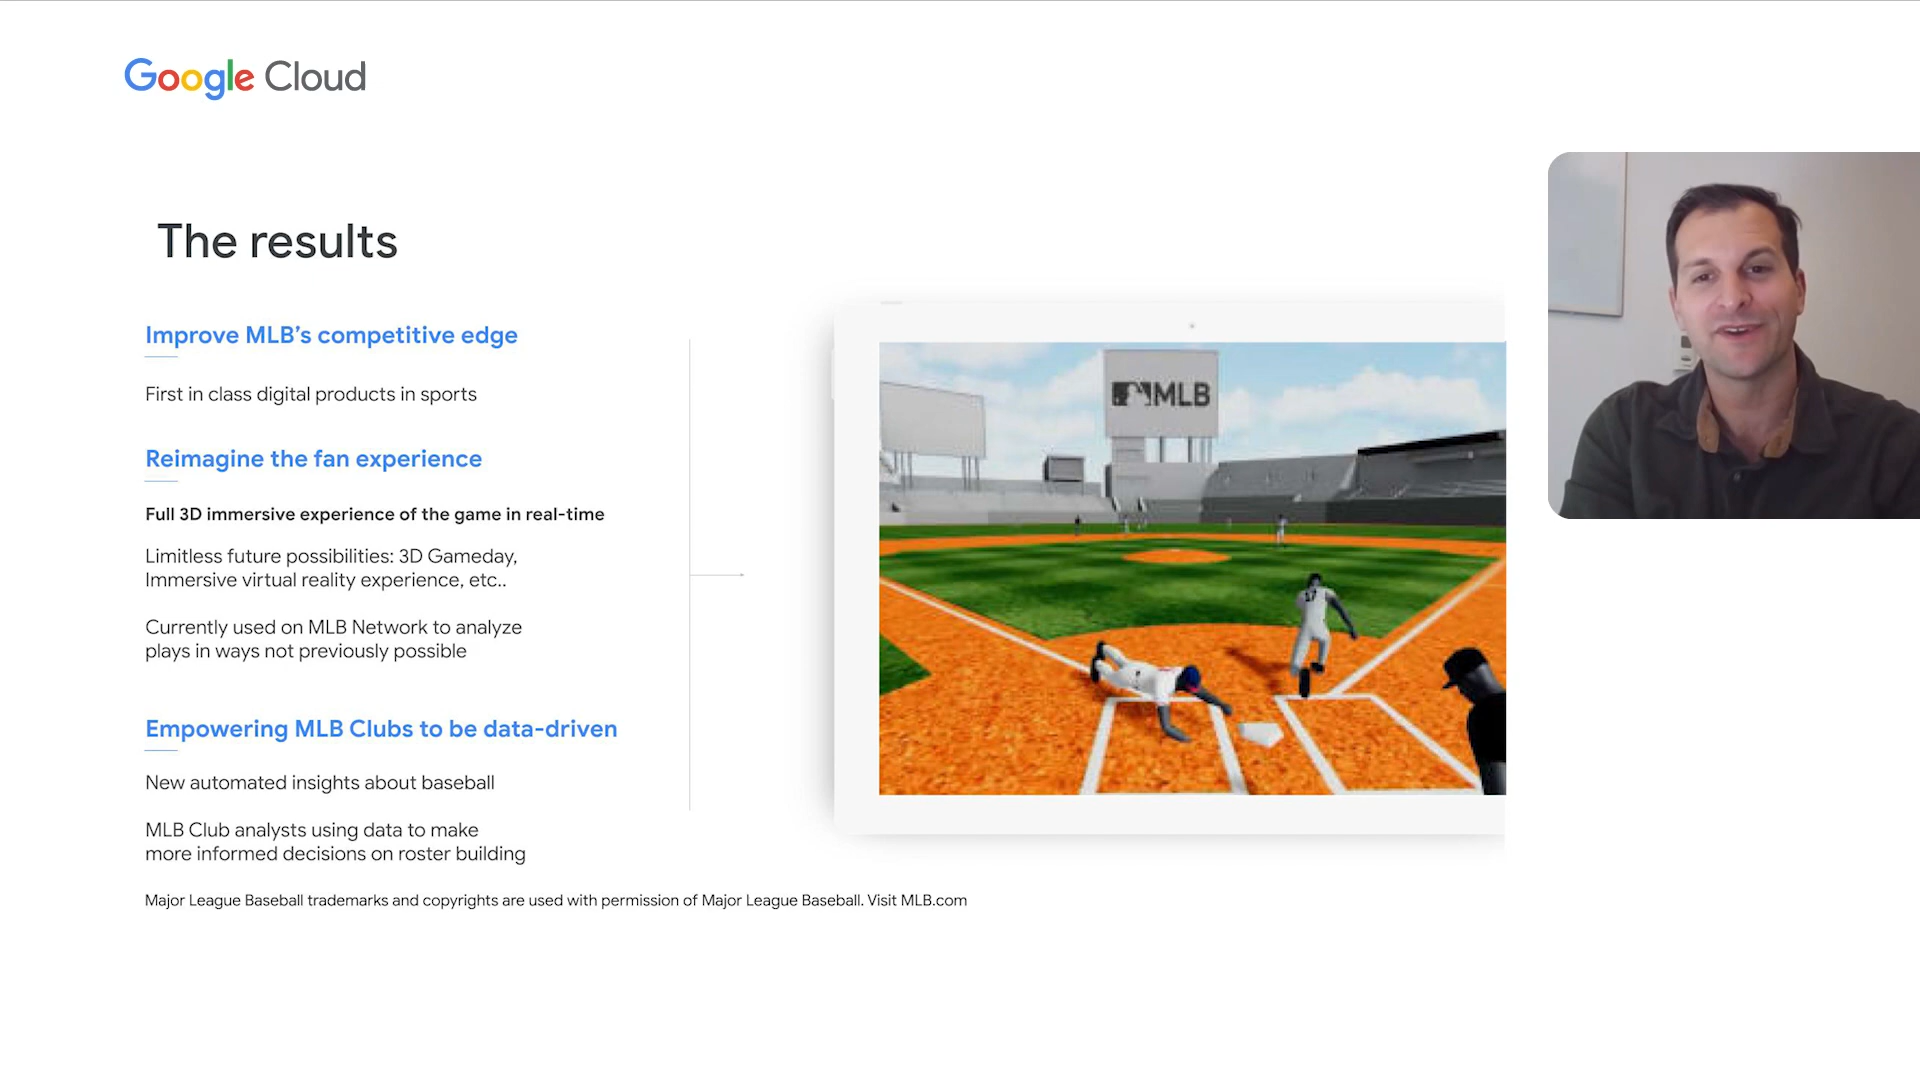 Google Cloud
The results
Improve MLB's competitive edge
First in class digital products in sports
Reimagine the fan experience
Full 3D immersive experience of the game in real-time
Limitless future possibilities: 3D Gameday,
Immersive virtual reality experience, etc..
Currently used on MLB Network to analyze
plays in ways not previously possible
Empowering MLB Clubs to be data-driven
New automated insights about baseball
MLB Club analysts using data to make
more informed decisions on roster building
Major League Baseball trademarks and copyrights are used with permission of Major League Baseball. Visit MLB.com
MLB